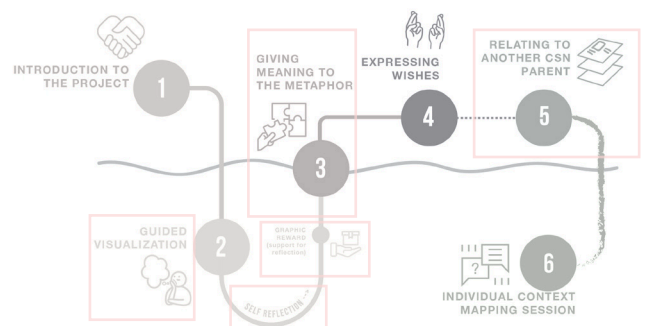 INTRODUCTION TO
THE PROJECT
1
GUIDED
VISUALIZATION
2
SELF REFLECTION
GRAPHIC
REWARD
(support for
reflection)
GIVING
MEANING TO
THE METAPHOR
3
EXPRESSING
WISHES
4
RELATING TO
ANOTHER CSN
PARENT
5
?
6
INDIVIDUAL CONTEXT
MAPPING SESSION